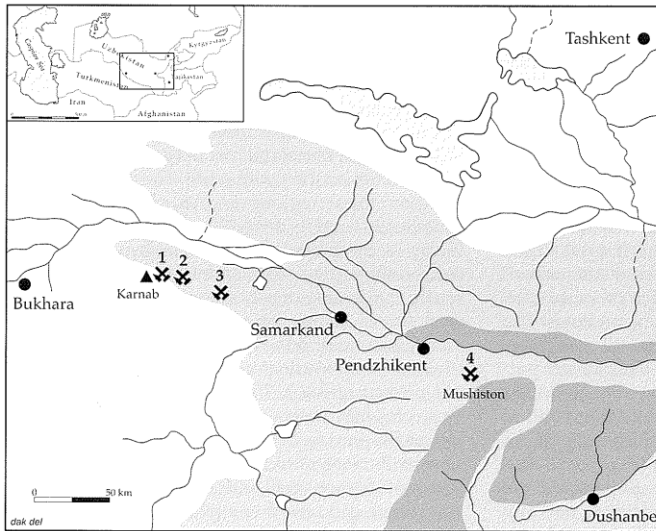 Caspian Sea
Uzbekistan
Kyrgyzstan
Turkmenistan
Tajikistan
Iran
Afghanistan
Tashkent
1
2
3
Karnab
Bukhara
Samarkand
Pendzhikent
4
Mushiston
0 50 km
Dushanbe
dak del